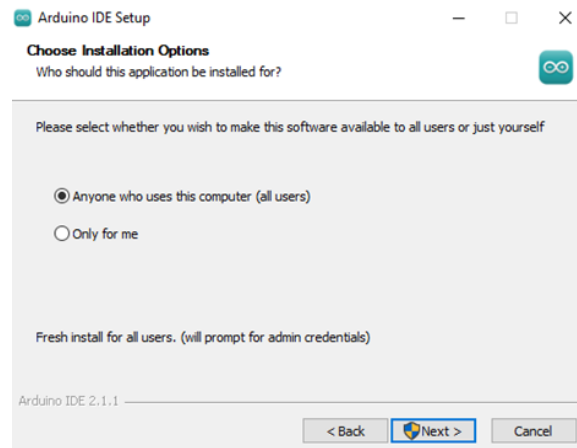 Arduino IDE Setup
Choose Installation Options
Who should this application be installed for?
Please select whether you wish to make this software available to all users or just yourself
Anyone who uses this computer (all users)
Only for me
Fresh install for all users. (will prompt for admin credentials)
Arduino IDE 2.1.1
< Back Next > Cancel